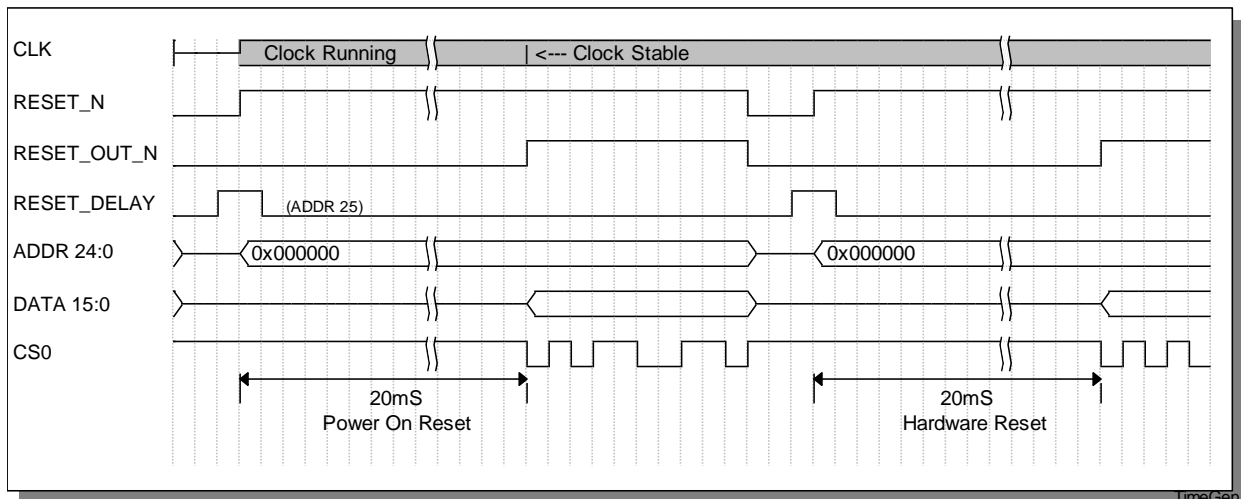 CLK
Clock Running
| <--- Clock Stable
RESET_N
RESET_OUT_N
RESET_DELAY
(ADDR 25)
ADDR 24:0
0x000000
0x000000
DATA 15:0
CS0
20mS
Power On Reset
20mS
Hardware Reset
TimeGen